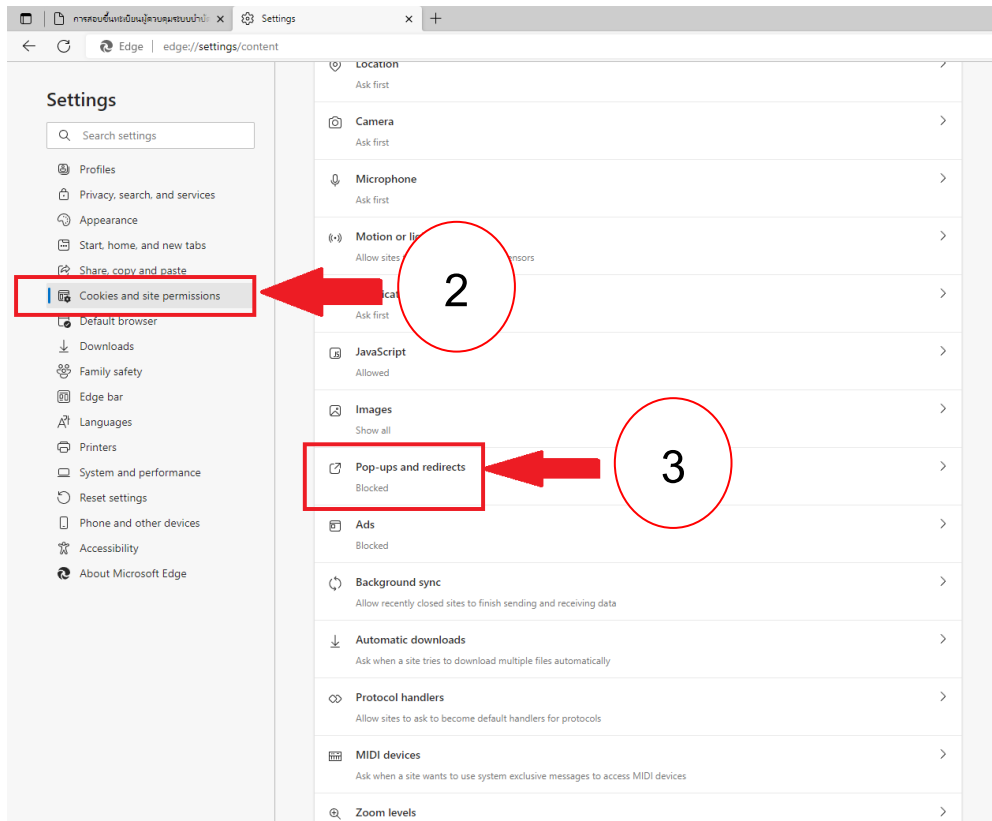 การสอบขึ้นทะเบียนผู้ควบคุมระบบบำบั
Settings
Edge
edge://settings/content
Settings
Search settings
Profiles
Privacy, search, and services
Appearance
Start, home, and new tabs
Share, copy and paste
Cookies and site permissions
Default browser
Downloads
Family safety
Edge bar
Languages
Printers
System and performance
Reset settings
Phone and other devices
Accessibility
About Microsoft Edge
Location
Ask first
Camera
Ask first
Microphone
Ask first
Motion or
Allow sites
2
Ask first
JavaScript
Allowed
Images
Show all
Pop-ups and redirects
Blocked
3
Ads
Blocked
Background sync
Allow recently closed sites to finish sending and receiving data
Automatic downloads
Ask when a site tries to download multiple files automatically
Protocol handlers
Allow sites to ask to become default handlers for protocols
MIDI devices
Ask when a site wants to use system exclusive messages to access MIDI devices
Zoom levels